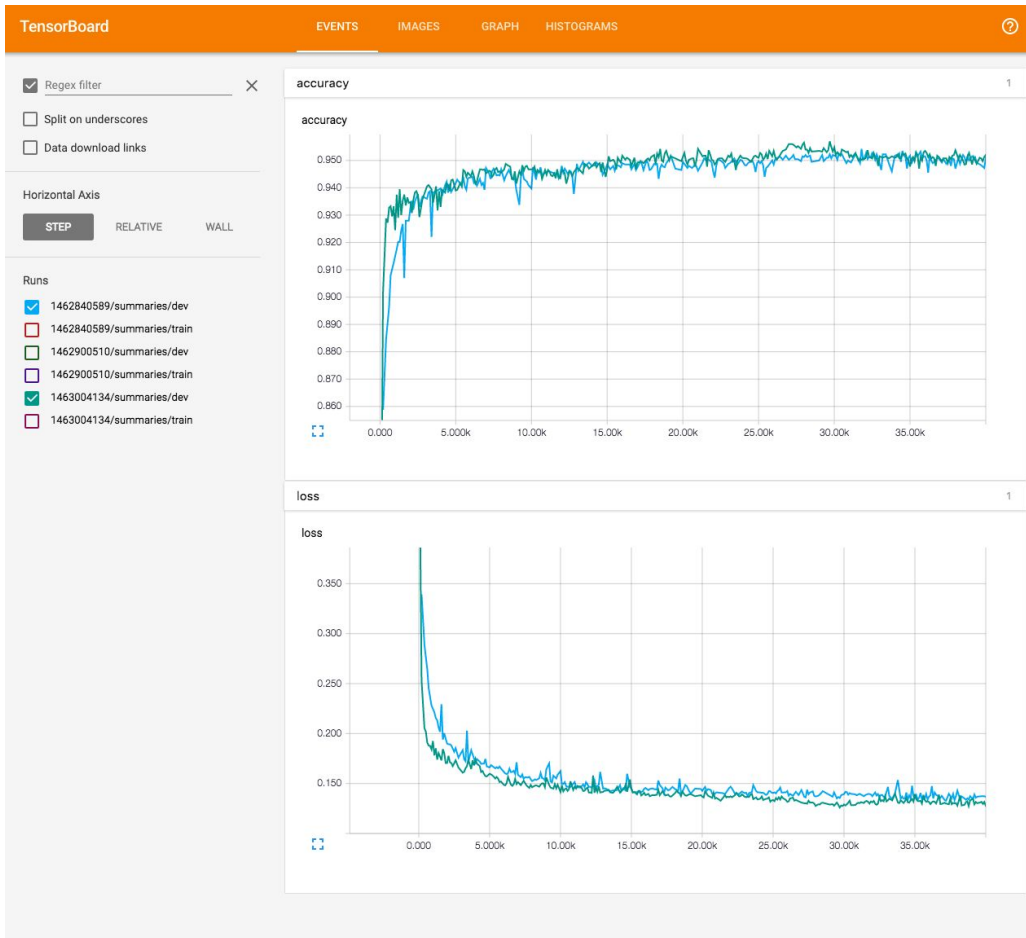 TensorBoard EVENTS IMAGES GRAPH HISTOGRAMS
Regex filter
Split on underscores
Data download links
Horizontal Axis
STEP RELATIVE WALL
Runs
1462840589/summaries/dev
1462840589/summaries/train
1462900510/summaries/dev
1462900510/summaries/train
1463004134/summaries/dev
1463004134/summaries/train
accuracy 1
accuracy
0.950
0.940
0.930
0.920
0.910
0.900
0.890
0.880
0.870
0.860
0.000 5.000k 10.00k 15.00k 20.00k 25.00k 30.00k 35.00k
loss 1
loss
0.350
0.300
0.250
0.200
0.150
0.000 5.000k 10.00k 15.00k 20.00k 25.00k 30.00k 35.00k